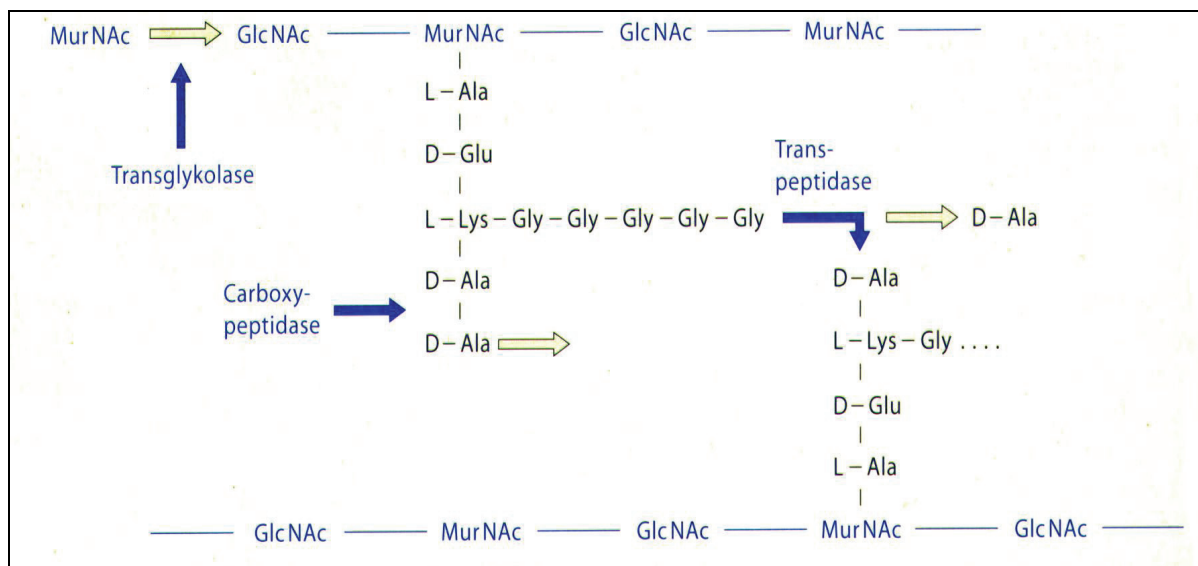 MurNAc GlcNAc MurNAc GlcNAc MurNAc
L – Ala
D – Glu
Transglykolase
Trans-
peptidase
L – Lys – Gly – Gly – Gly – Gly – Gly D – Ala
D – Ala
D – Ala
Carboxy-
peptidase
D – Ala
L – Lys – Gly ....
D – Glu
L – Ala
GlcNAc MurNAc GlcNAc MurNAc GlcNAc